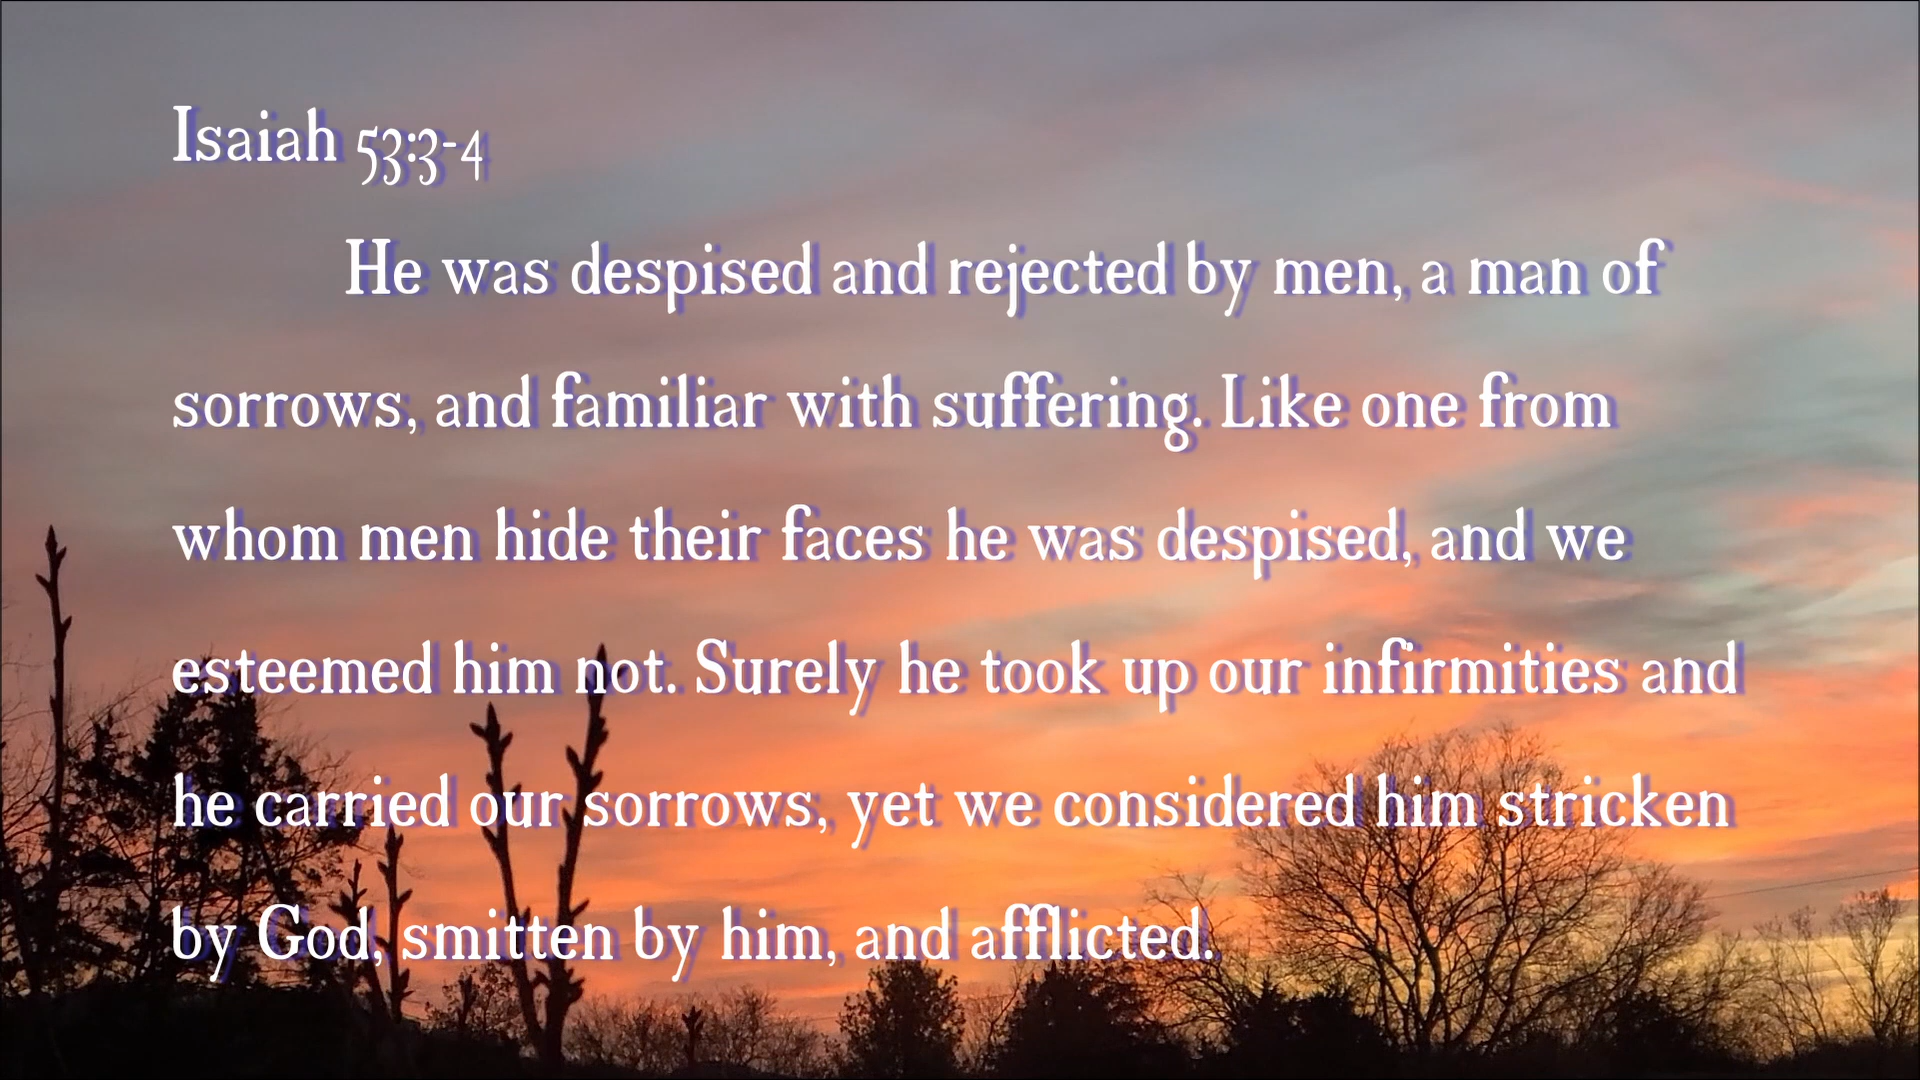 Isaiah 53:3-4
He was despised and rejected by men, a man of
sorrows, and familiar with suffering. Like one from
whom men hide their faces he was despised, and we
esteemed him not. Surely he took up our infirmities and
he carried our sorrows, yet we considered him stricken
by God, smitten by him, and afflicted.